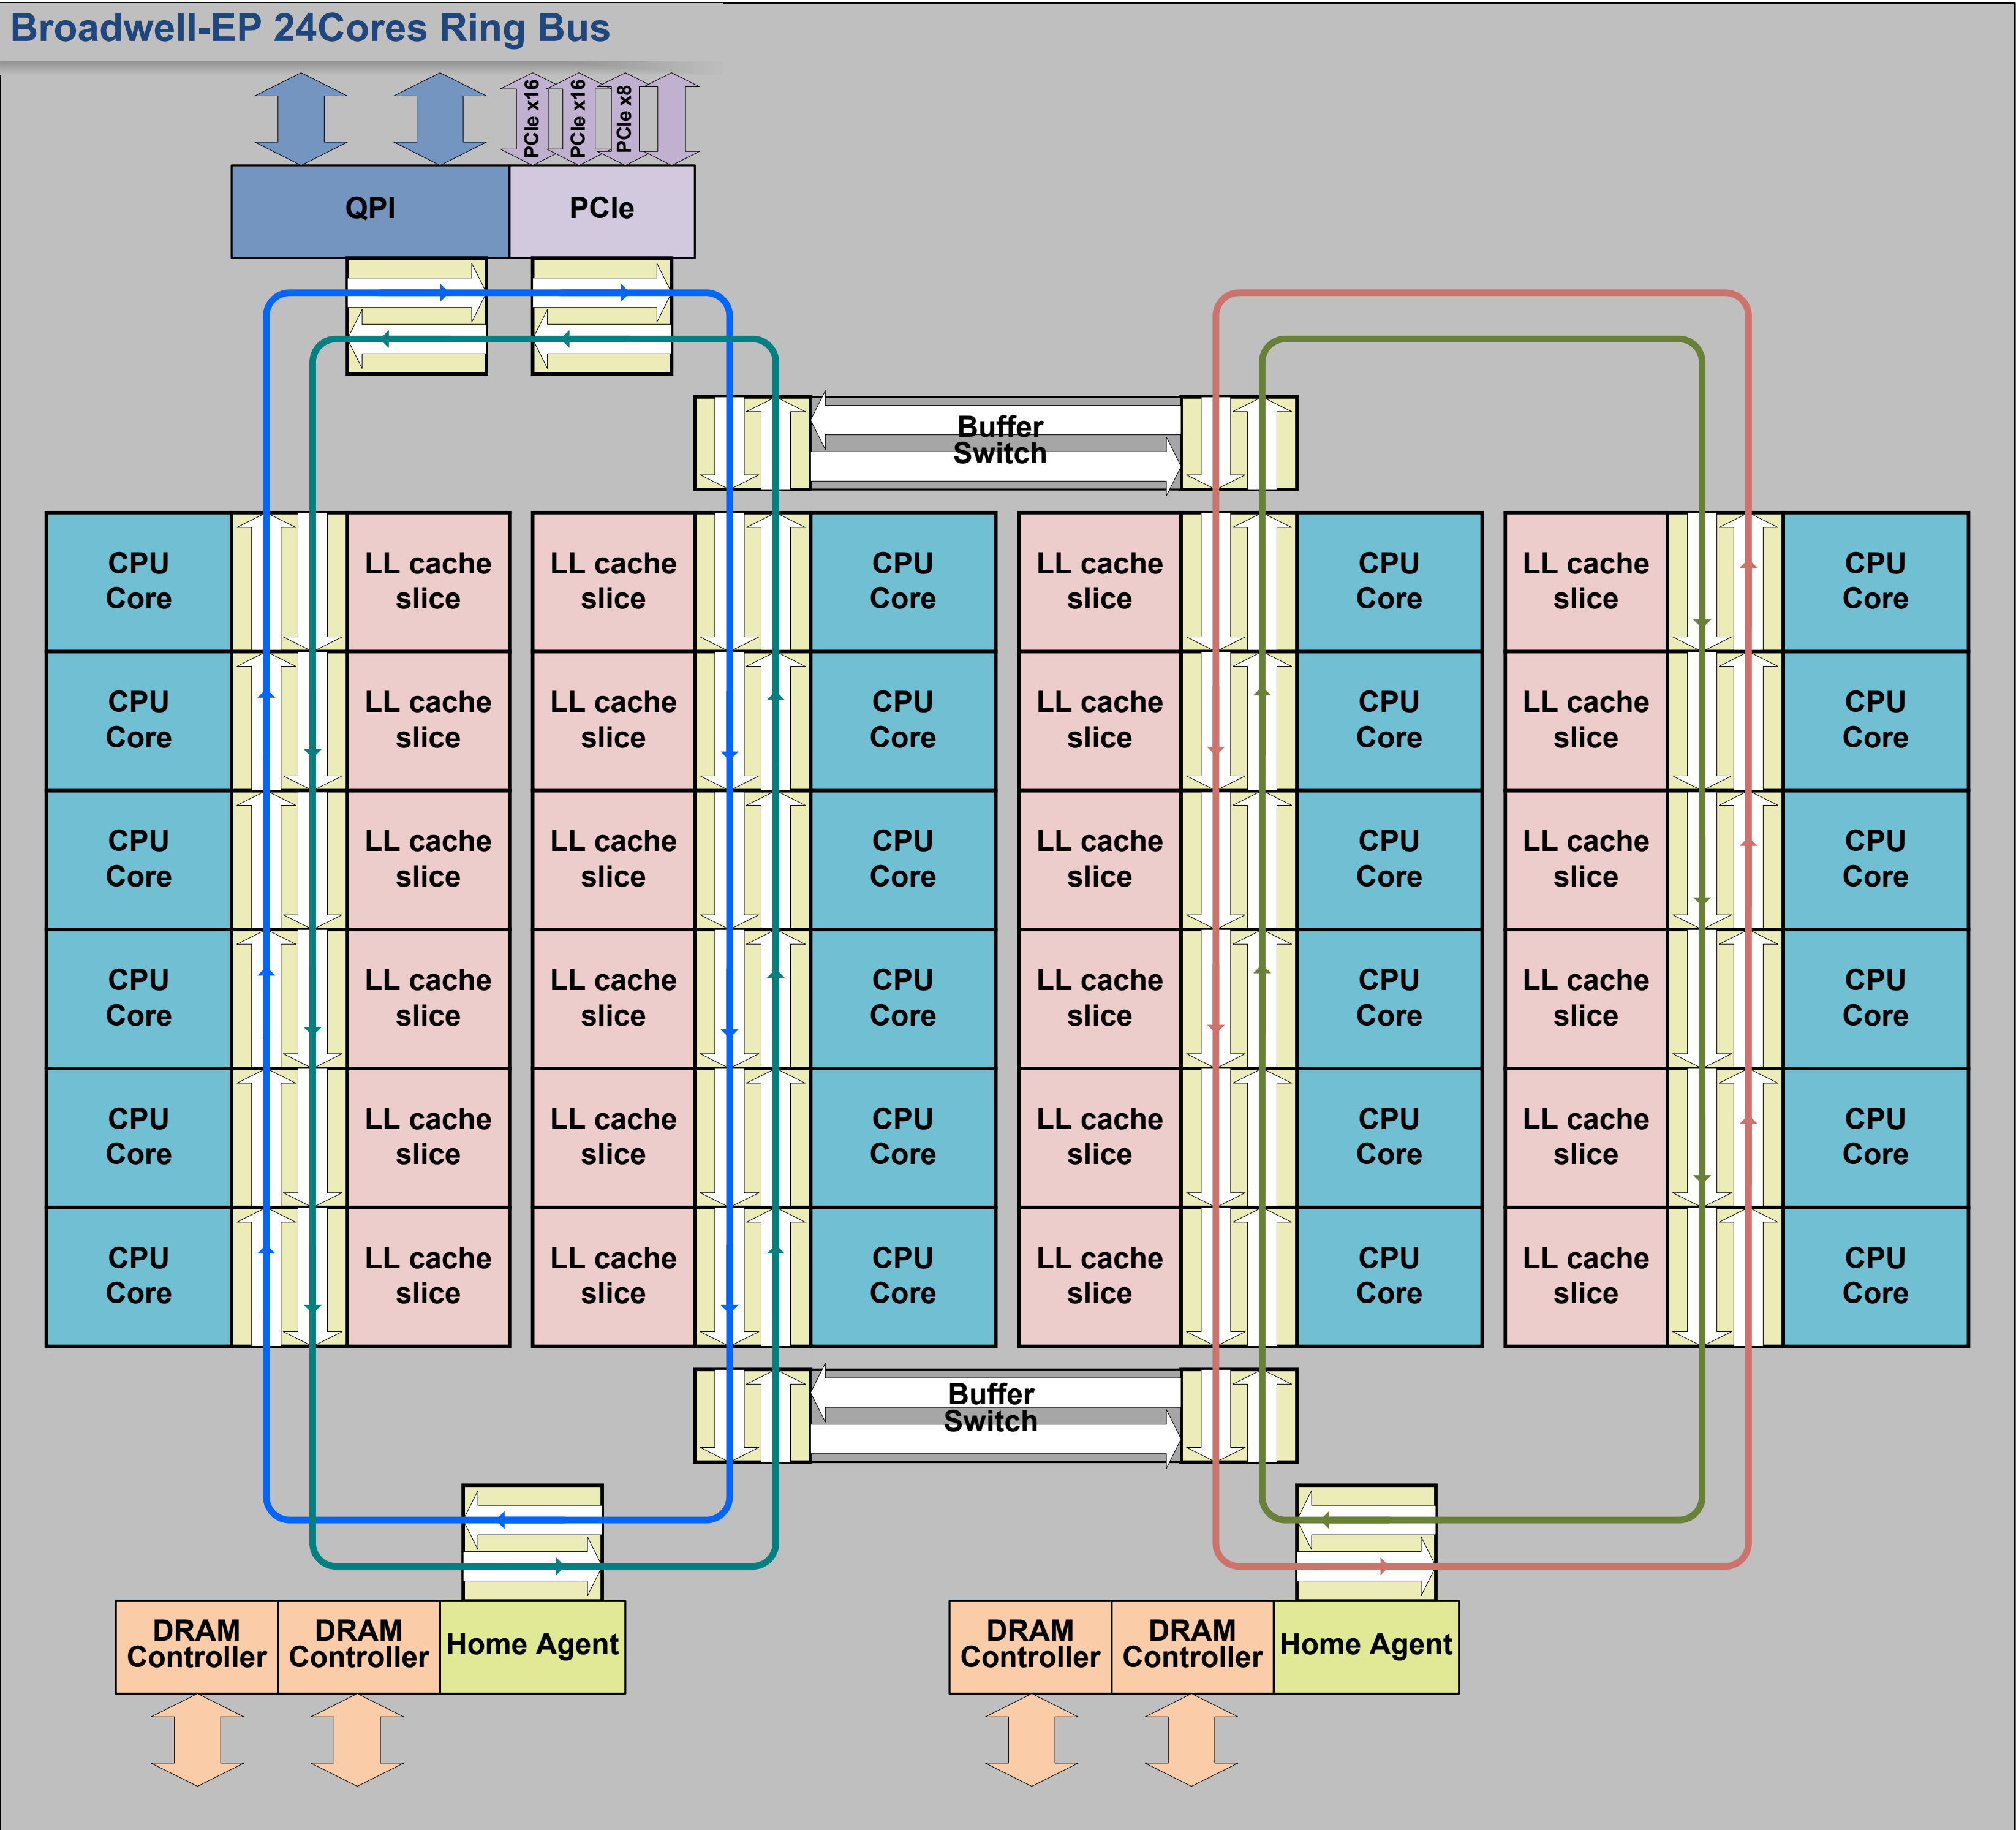 Broadwell-EP 24Cores Ring Bus
PCIe x16
PCIe x16
PCIe x8
QPI
PCIe
Buffer
Switch
CPU LL cache LL cache CPU LL cache CPU LL cache CPU
Core slice slice Core slice Core slice Core
CPU LL cache LL cache CPU LL cache CPU LL cache CPU
Core slice slice Core slice Core slice Core
CPU LL cache LL cache CPU LL cache CPU LL cache CPU
Core slice slice Core slice Core slice Core
CPU LL cache LL cache CPU LL cache CPU LL cache CPU
Core slice slice Core slice Core slice Core
CPU LL cache LL cache CPU LL cache CPU LL cache CPU
Core slice slice Core slice Core slice Core
CPU LL cache LL cache CPU LL cache CPU LL cache CPU
Core slice slice Core slice Core slice Core
Buffer
Switch
DRAM
Controller
DRAM
Controller
Home Agent
DRAM
Controller
DRAM
Controller
Home Agent